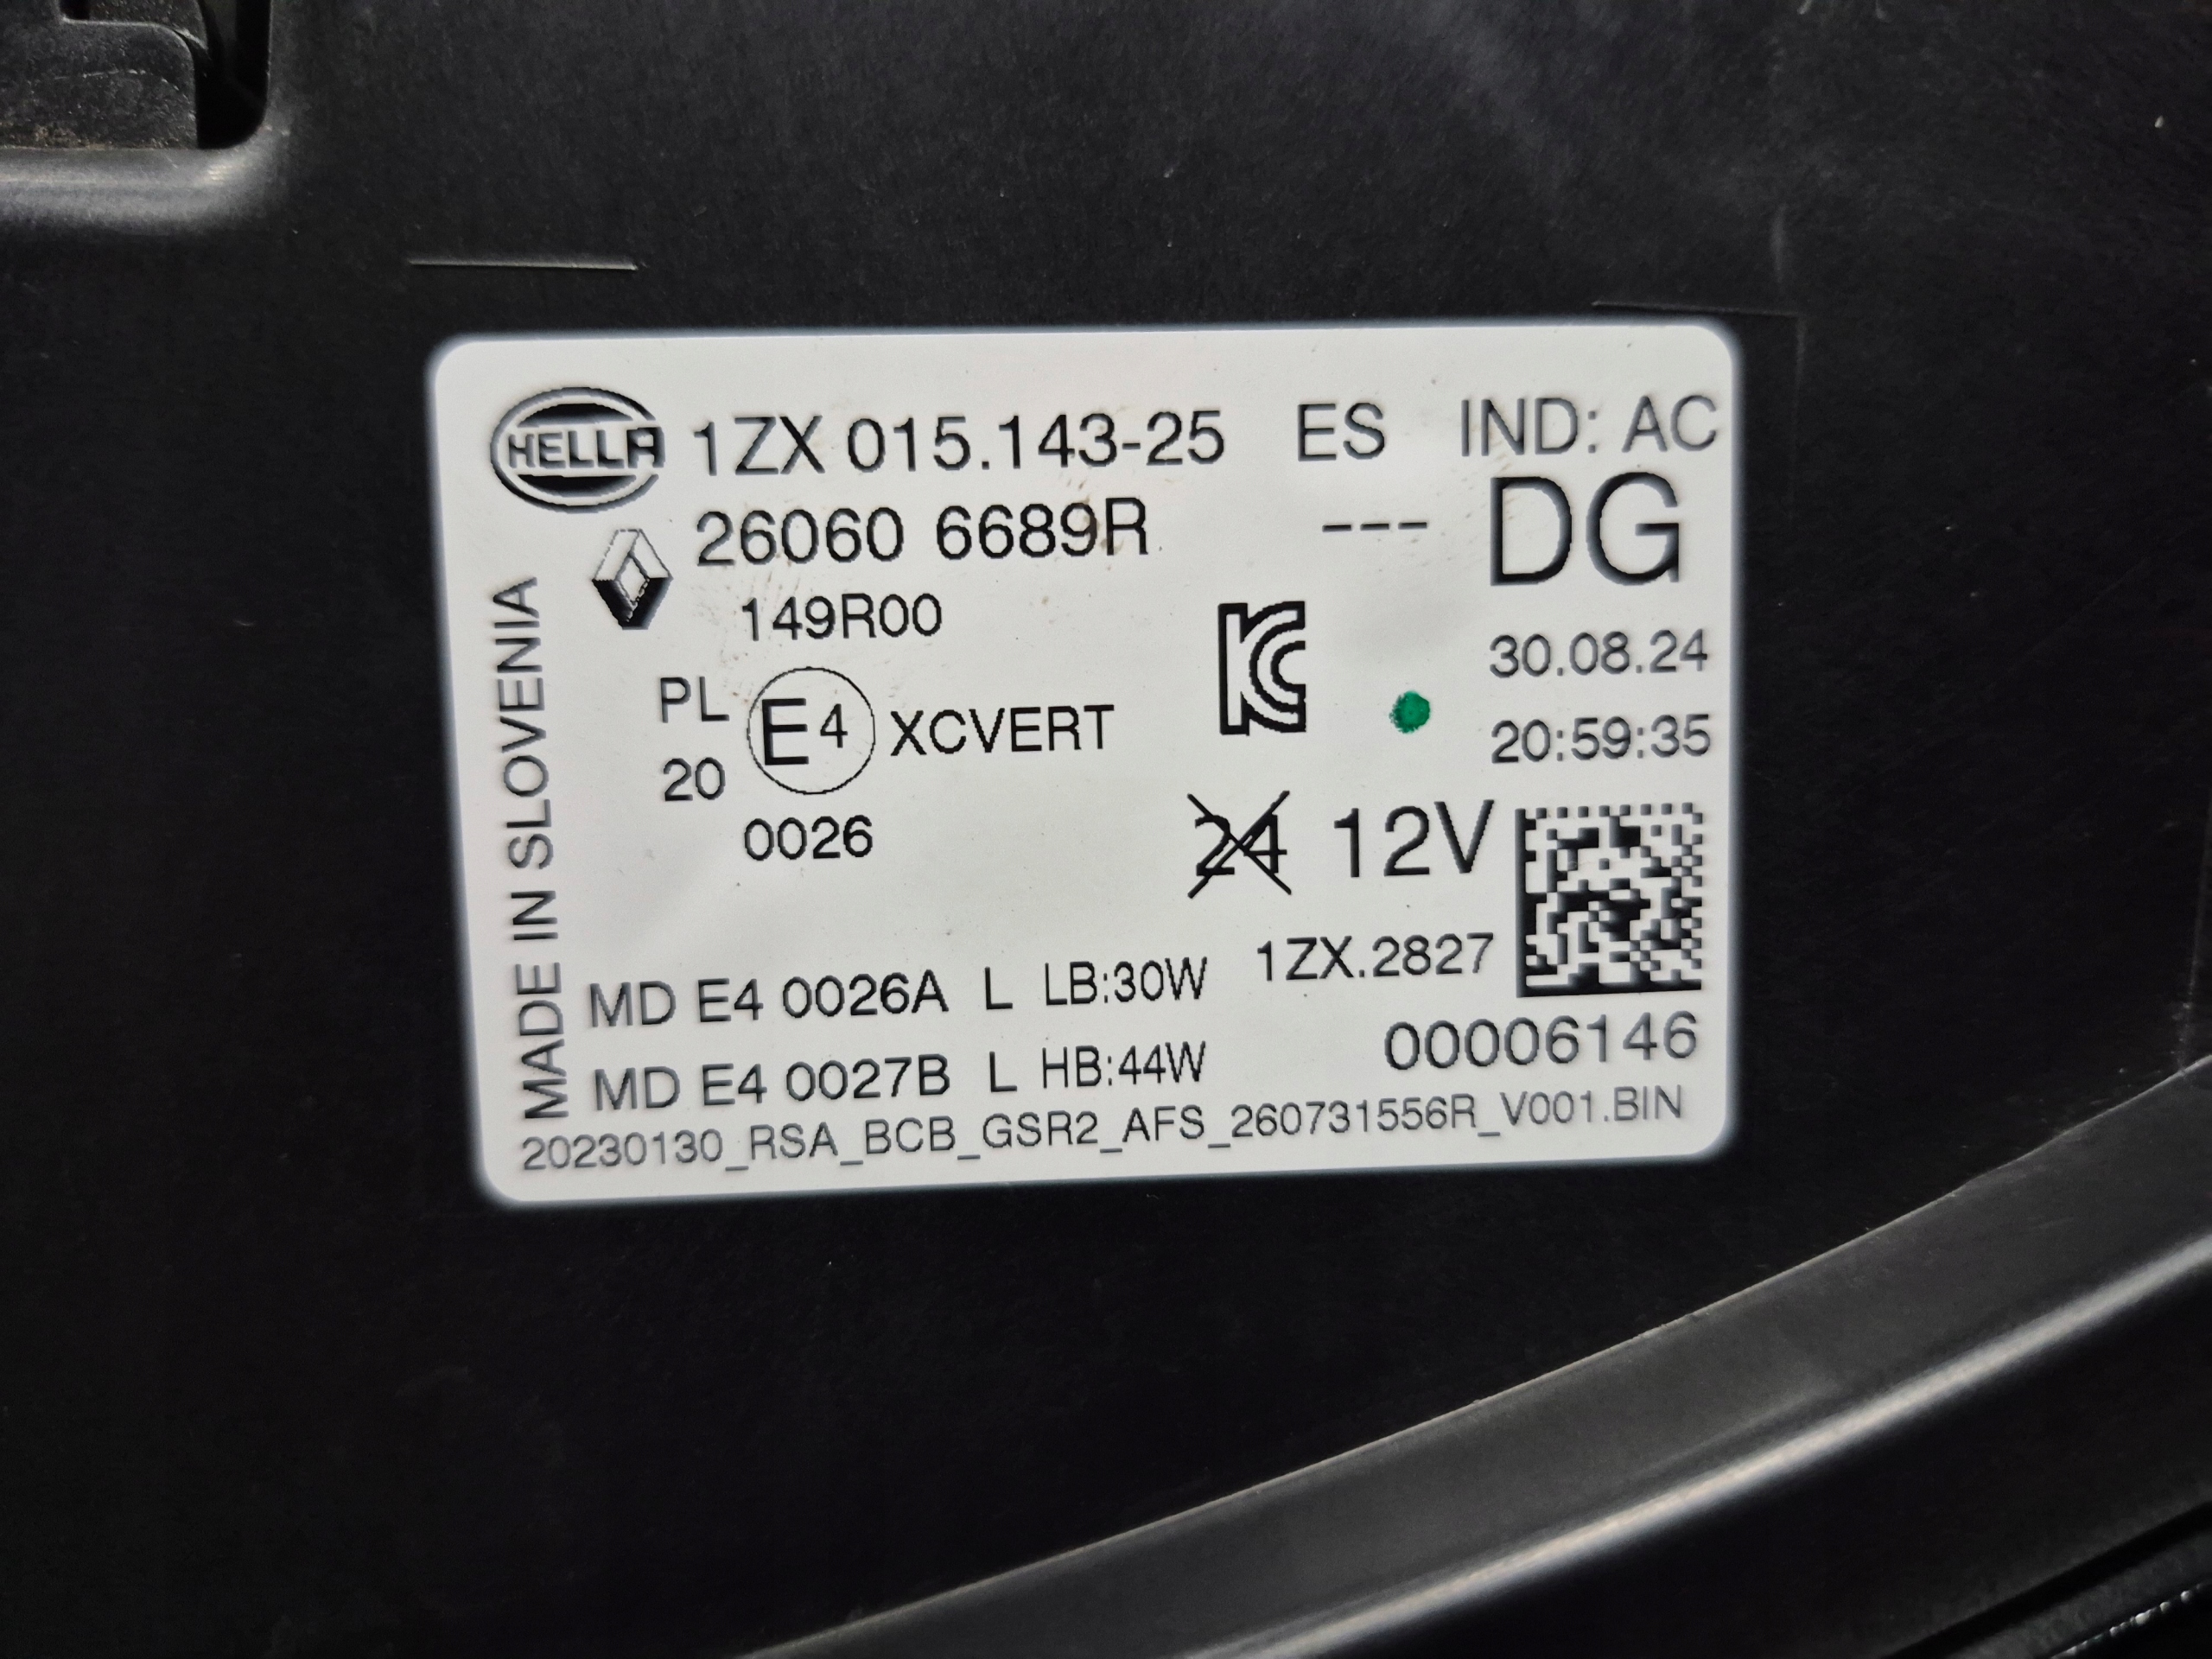 HELLA 1ZX 015.143-25 ES IND: AC
26060 6689R --- DG
149R00
30.08.24
PL E4 XCVERT
20
20:59:35
0026
24 12V
1ZX.2827
MD E4 0026A L LB:30W
00006146
MD E4 0027B L HB:44W
20230130_RSA_BCB_GSR2_AFS_260731556R_V001.BIN
MADE IN SLOVENIA